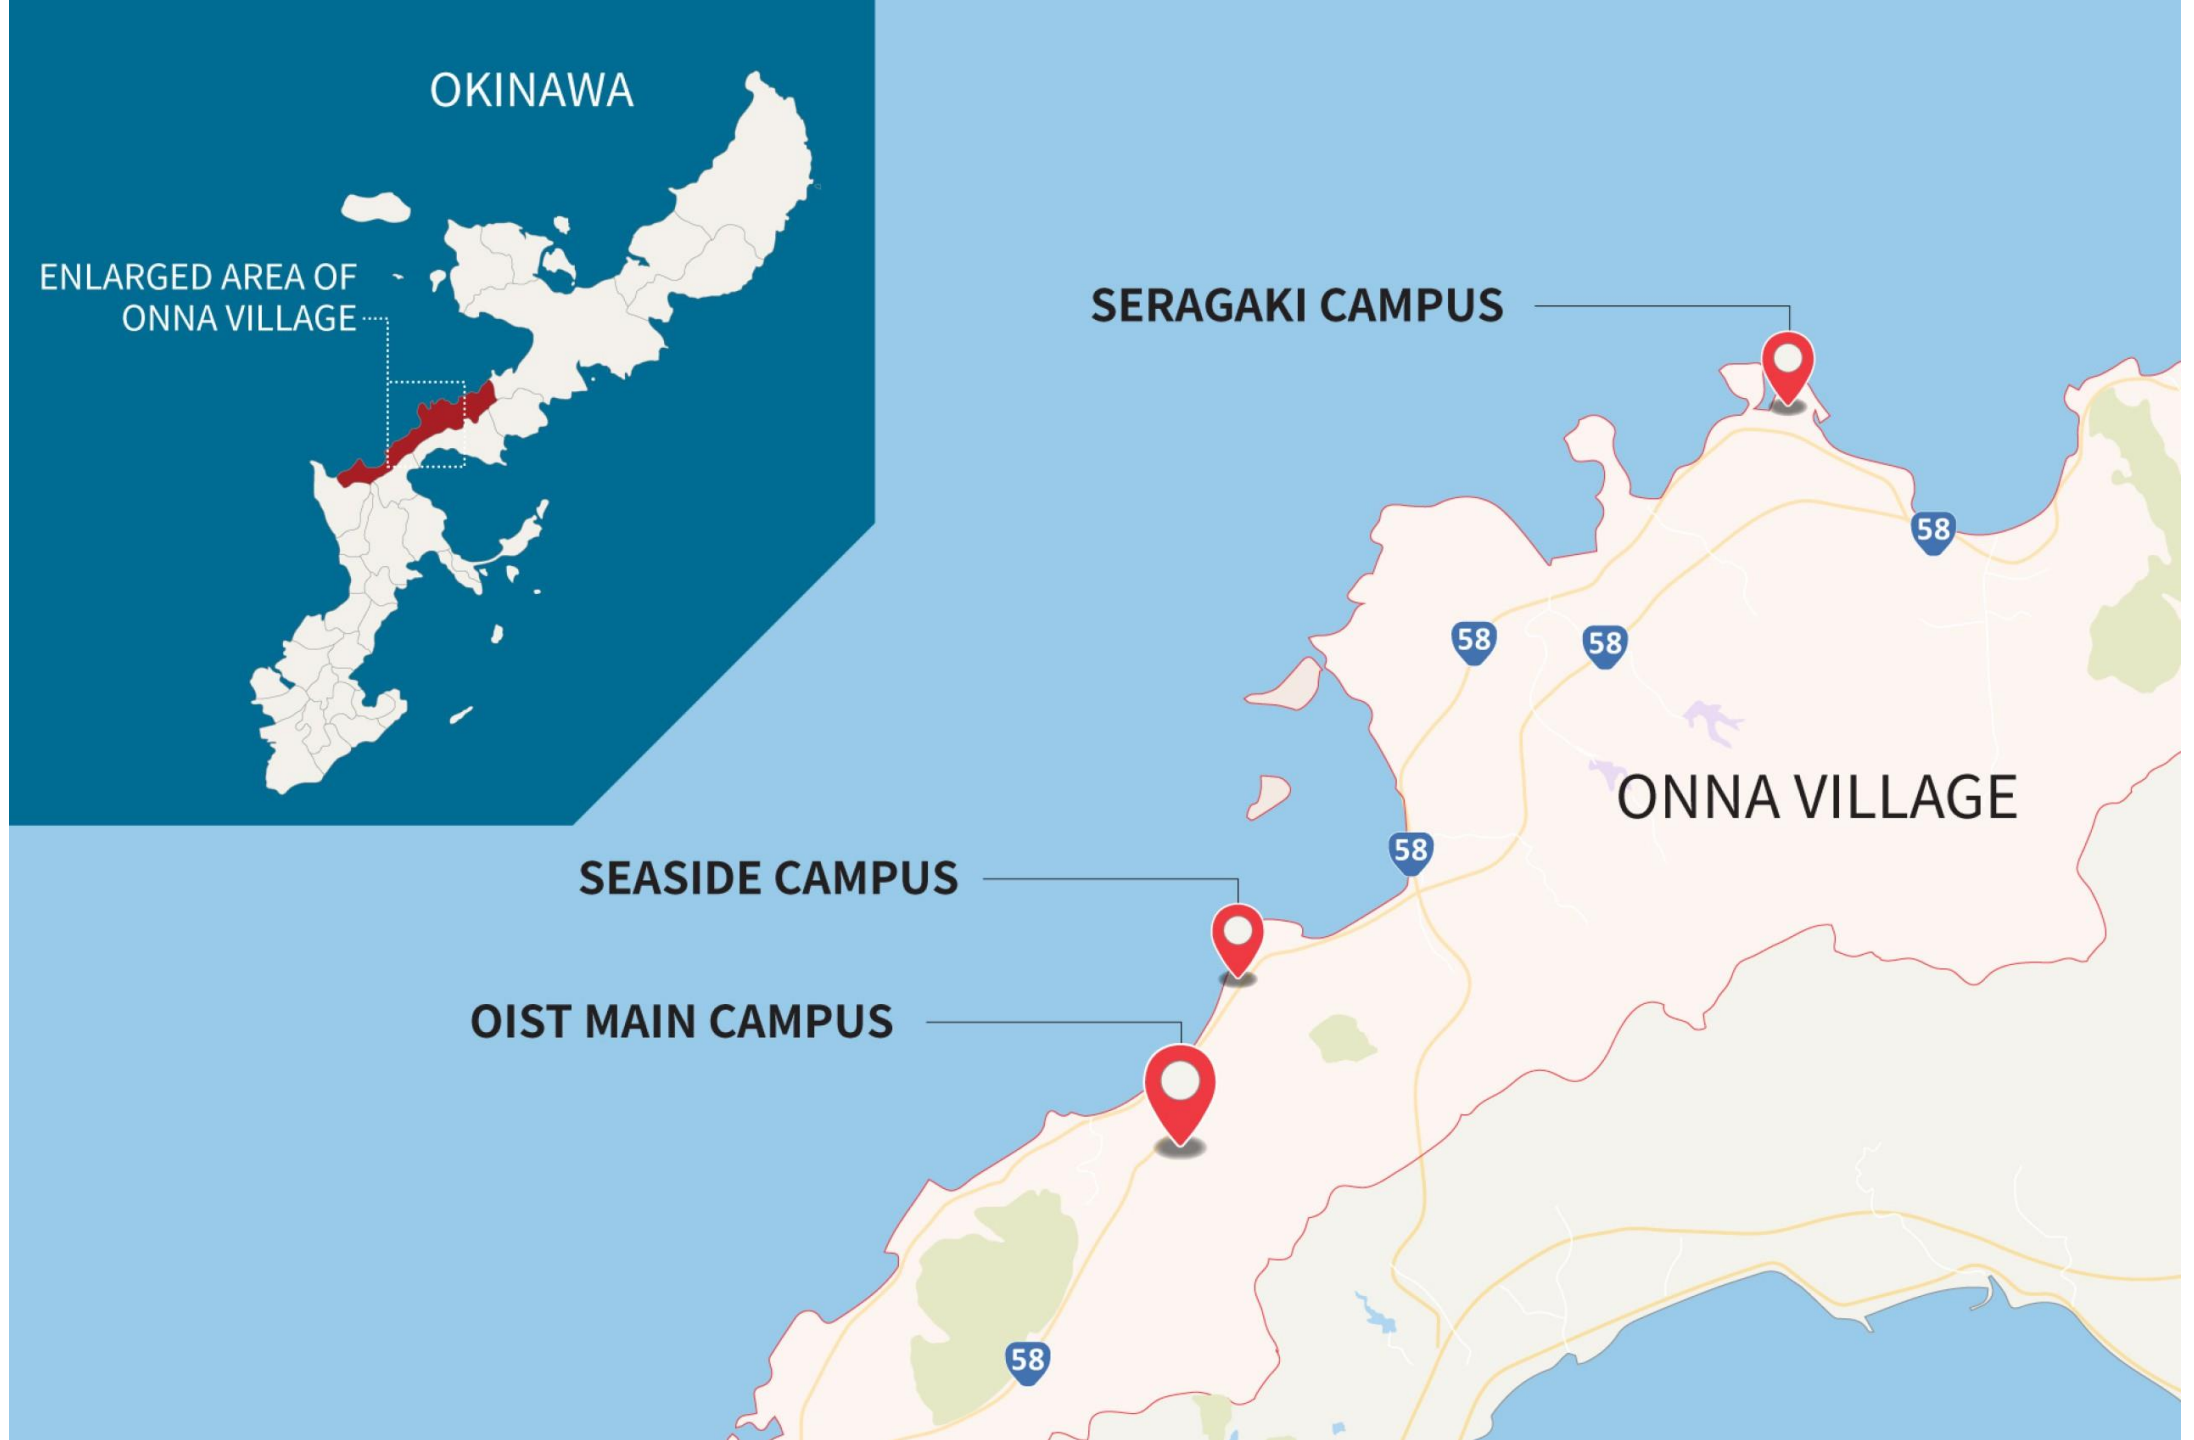 OKINAWA
ENLARGED AREA OF
ONNA VILLAGE
SERAGAKI CAMPUS
58
58
58
ONNA VILLAGE
58
SEASIDE CAMPUS
OIST MAIN CAMPUS
58